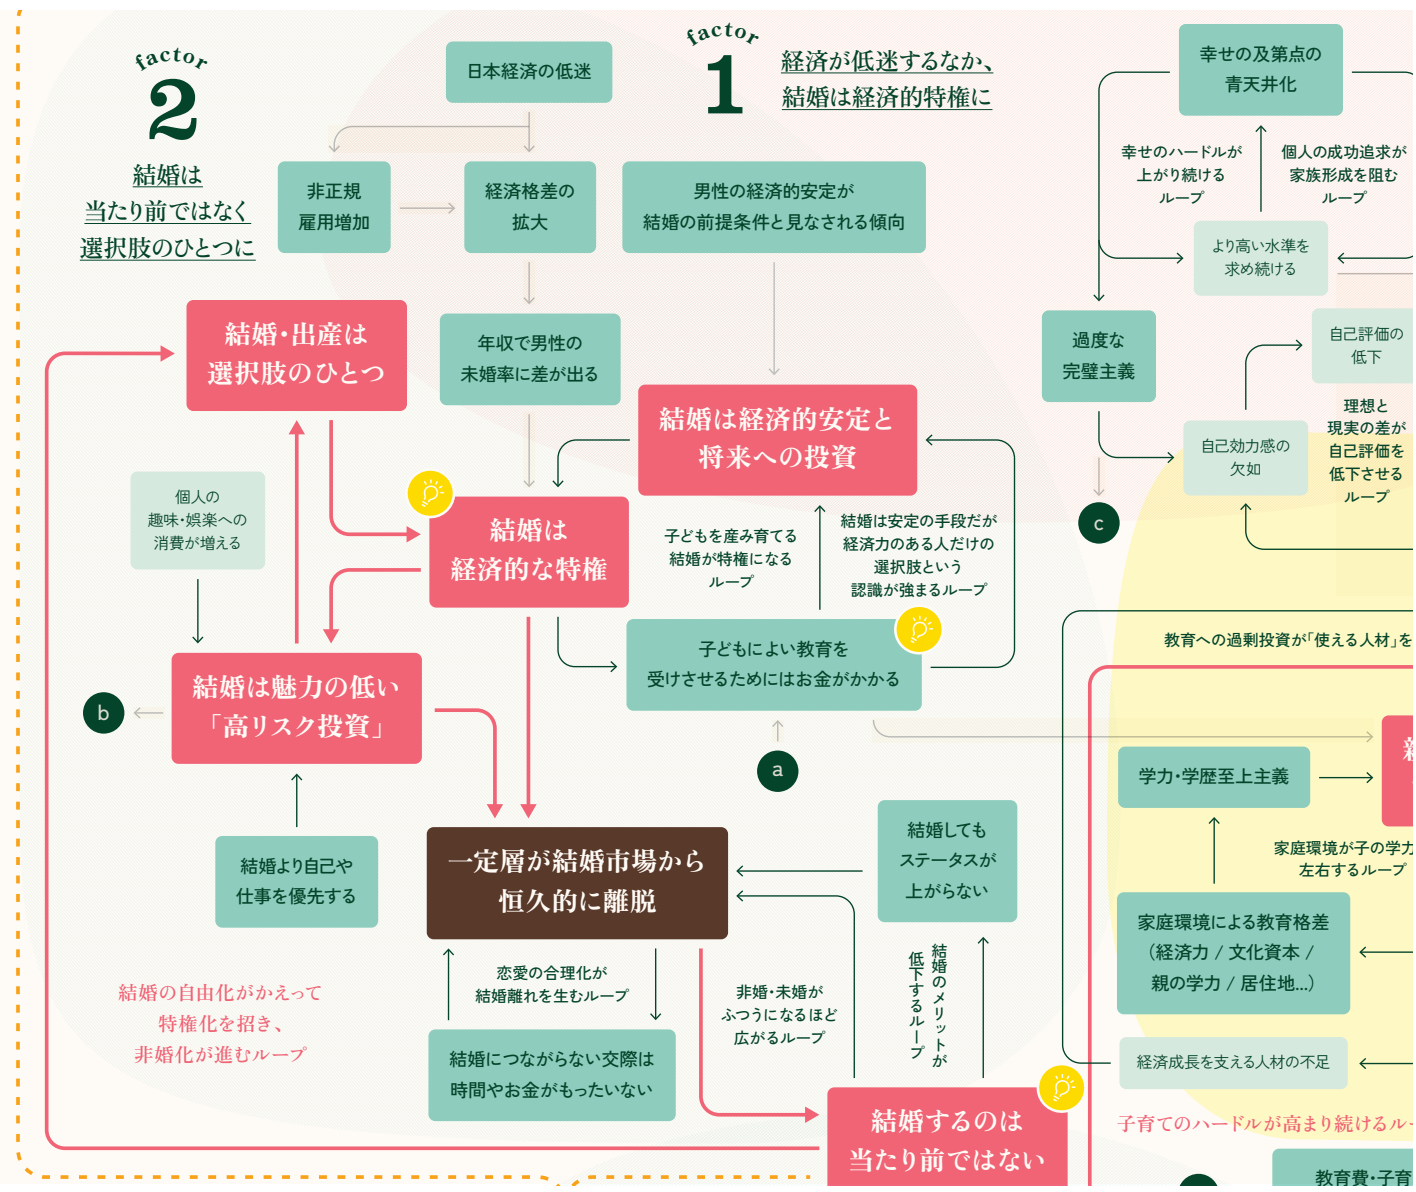 factor
2
結婚は
当たり前ではなく
選択肢のひとつに
factor
1
経済が低迷するなか、
結婚は経済的特権に
日本経済の低迷
非正規
雇用増加
経済格差の
拡大
男性の経済的安定が
結婚の前提条件と見なされる傾向
年収で男性の
未婚率に差が出る
結婚・出産は
選択肢のひとつ
結婚は経済的安定と
将来への投資
個人の
趣味・娯楽への
消費が増える
結婚は
経済的な特権
子どもを産み育てる
結婚が特権になる
ループ
結婚は安定の手段だが
経済力のある人だけの
選択肢という
認識が強まるループ
子どもによい教育を
受けさせるためにはお金がかかる
結婚は魅力の低い
「高リスク投資」
b
a
結婚より自己や
仕事を優先する
一定層が結婚市場から
恒久的に離脱
結婚しても
ステータスが
上がらない
結婚の自由化がかえって
特権化を招き、
非婚化が進むループ
恋愛の合理化が
結婚離れを生むループ
結婚につながらない交際は
時間やお金がもったいない
非婚・未婚が
ふつうになるほど
広がるループ
結婚のメリットが
低下するループ
結婚するのは
当たり前ではない
幸せの及第点の
青天井化
幸せのハードルが
上がり続ける
ループ
個人の成功追求が
家族形成を阻む
ループ
より高い水準を
求め続ける
過度な
完璧主義
自己評価の
低下
自己効力感の
欠如
理想と
現実の差が
自己評価を
低下させる
ループ
c
教育への過剰投資が「使える人材」を
学力・学歴至上主義
家庭環境が子の学力
左右するループ
家庭環境による教育格差
（経済力 / 文化資本 /
親の学力 / 居住地…）
経済成長を支える人材の不足
子育てのハードルが高まり続けるルー
教育費・子育